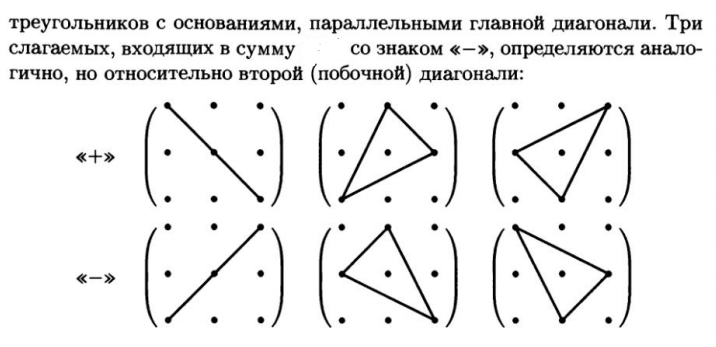 треугольников с основаниями, параллельными главной диагонали. Три
слагаемых, входящих в сумму со знаком «−», определяются анало-
гично, но относительно второй (побочной) диагонали:
«+»
«−»